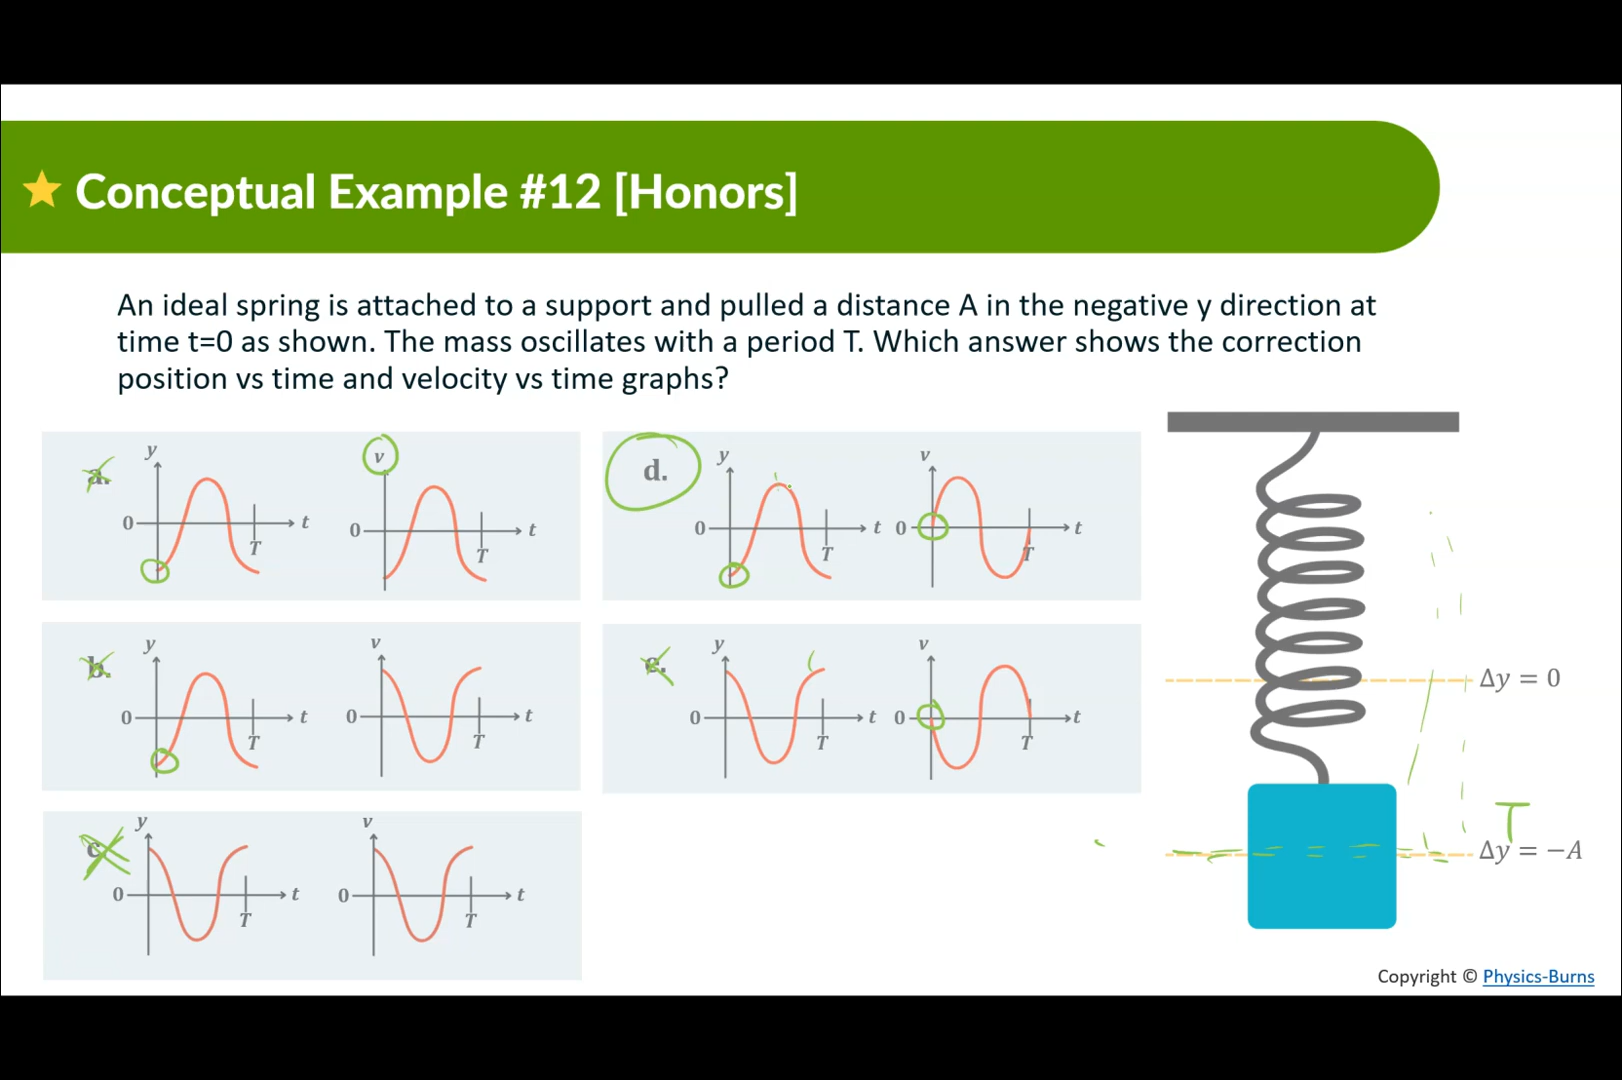 Conceptual Example #12 [Honors]
An ideal spring is attached to a support and pulled a distance A in the negative y direction at
time t=0 as shown. The mass oscillates with a period T. Which answer shows the correction
position vs time and velocity vs time graphs?
a.
y
0
T
t
v
0
T
t
b.
y
0
T
t
v
0
T
t
c.
y
0
T
t
v
0
T
t
d.
y
0
T
t
v
0
T
t
e.
y
0
T
t
v
0
T
t
Δy = 0
T
Δy = −A
Copyright © Physics-Burns